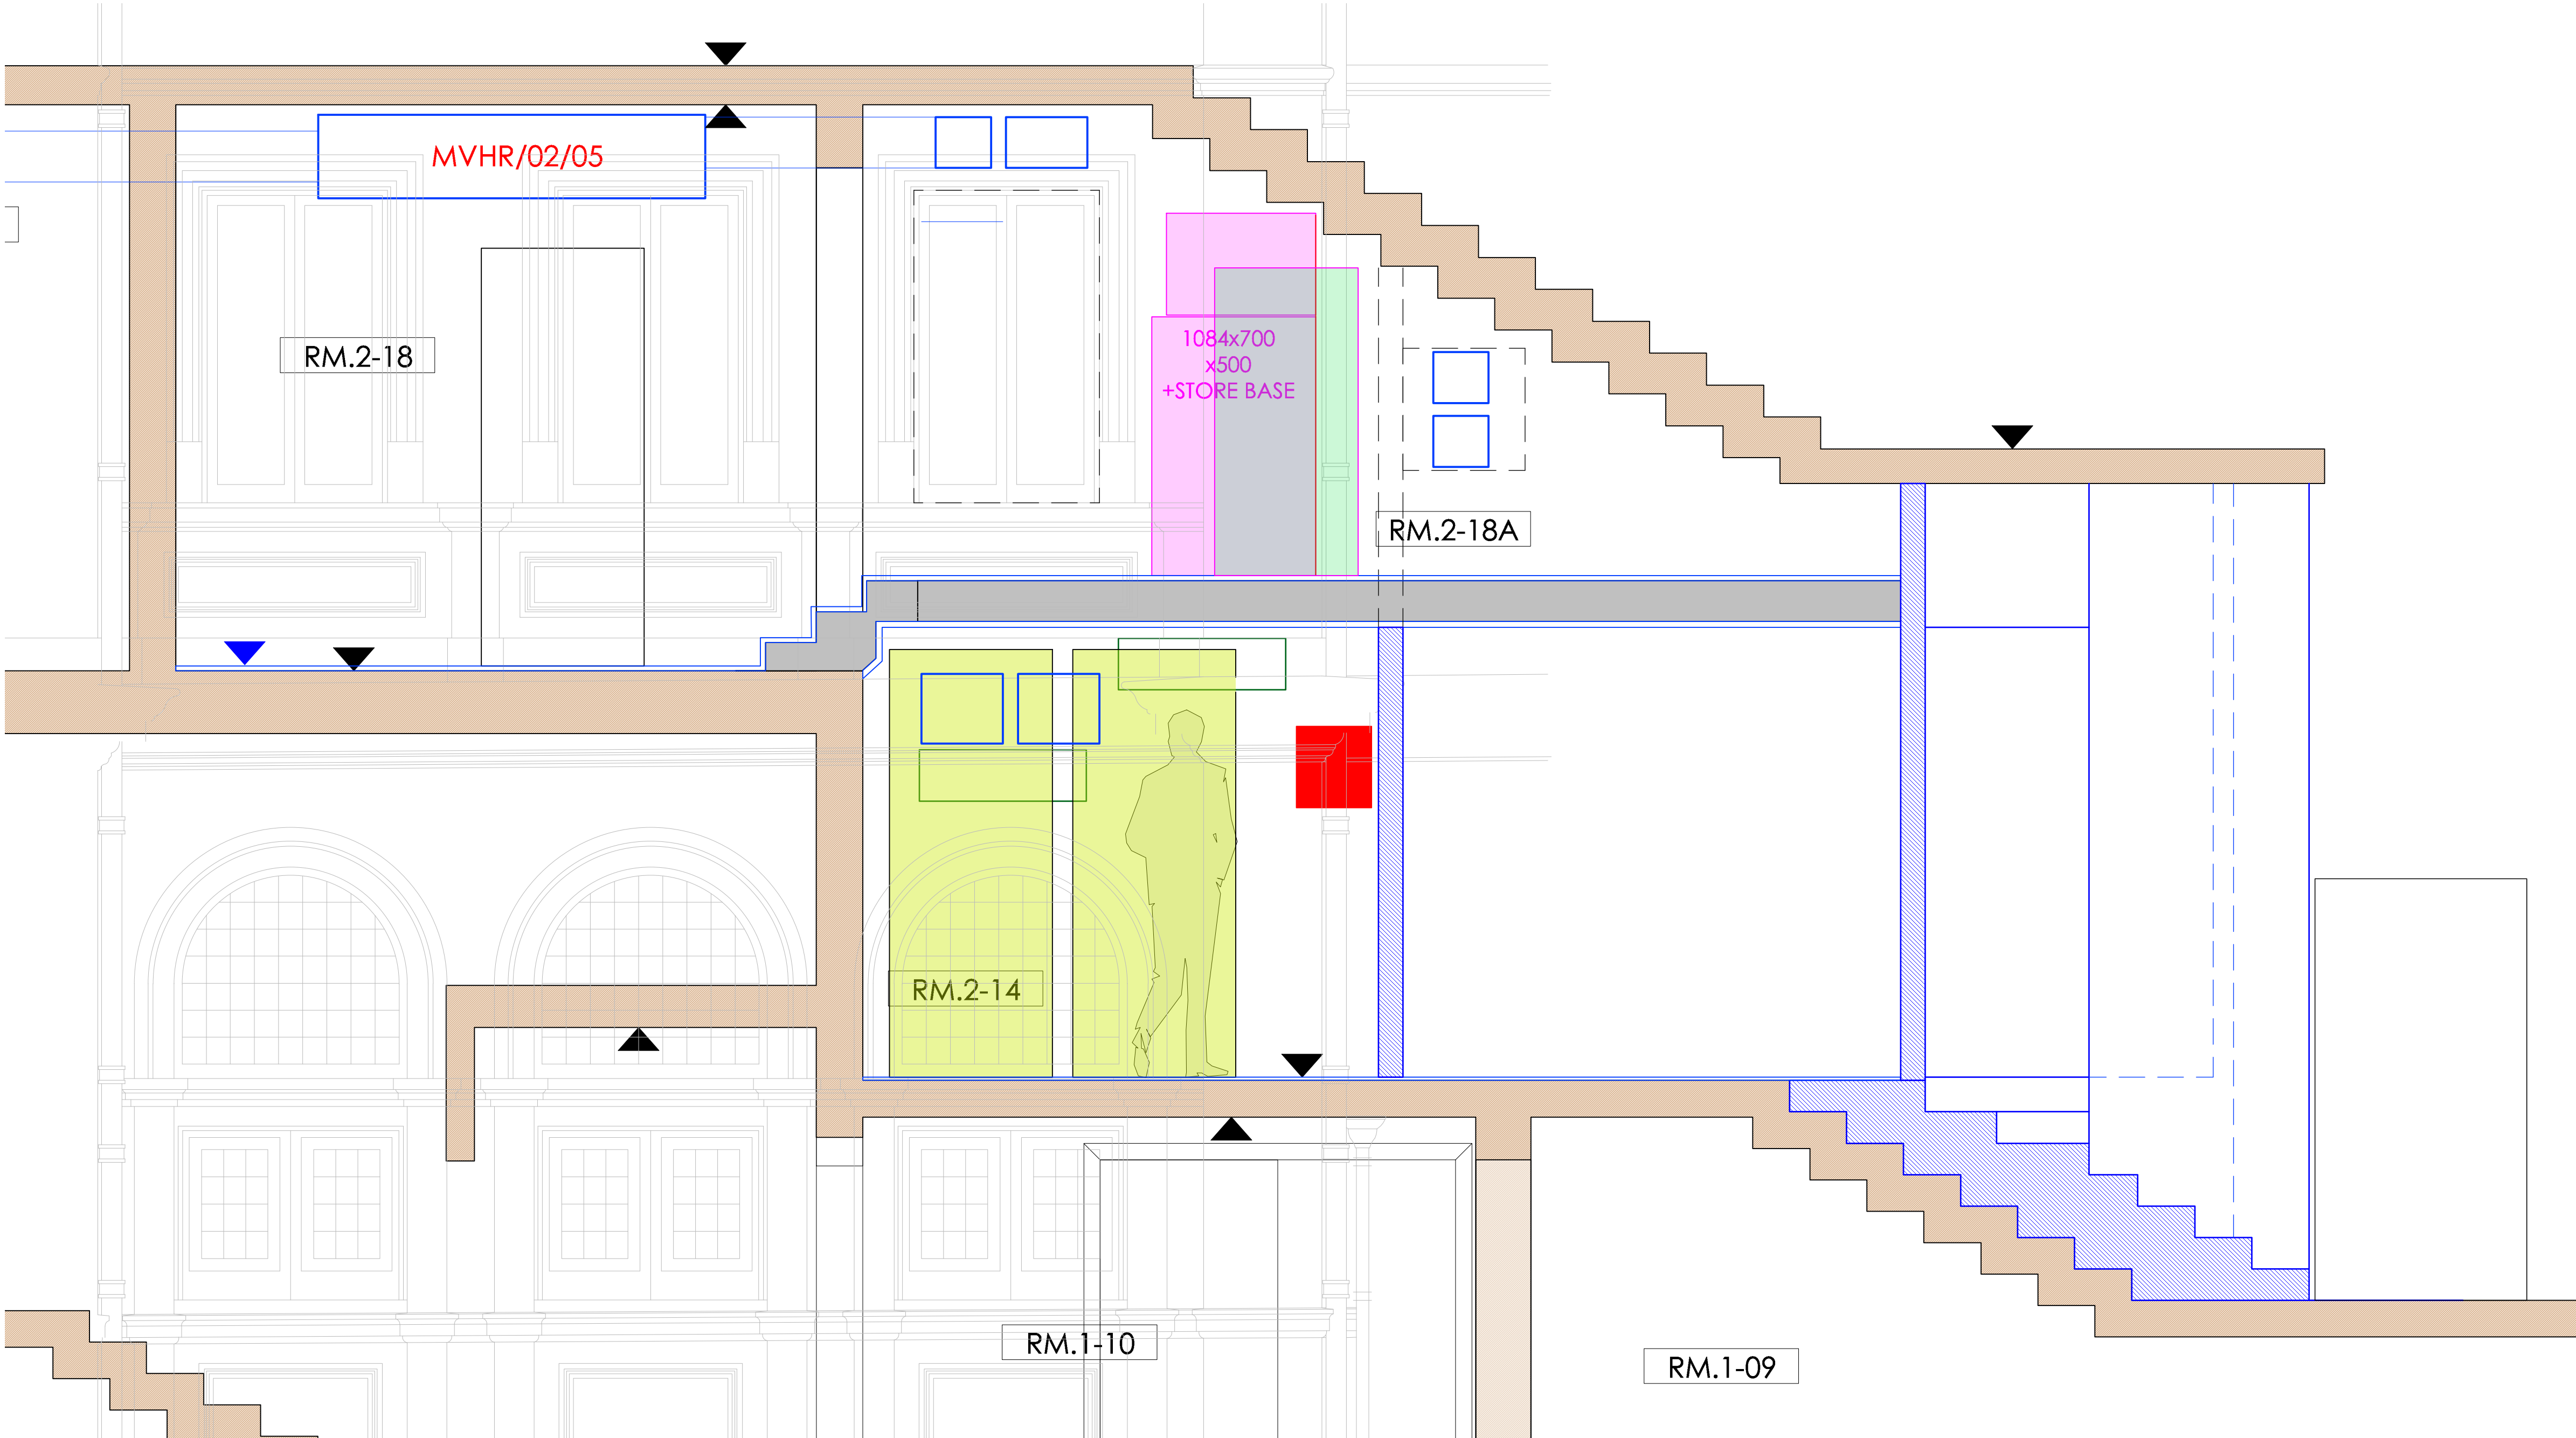 MVHR/02/05
RM.2-18
1084x700
x500
+STORE BASE
RM.2-18A
RM.2-14
RM.1-10
RM.1-09